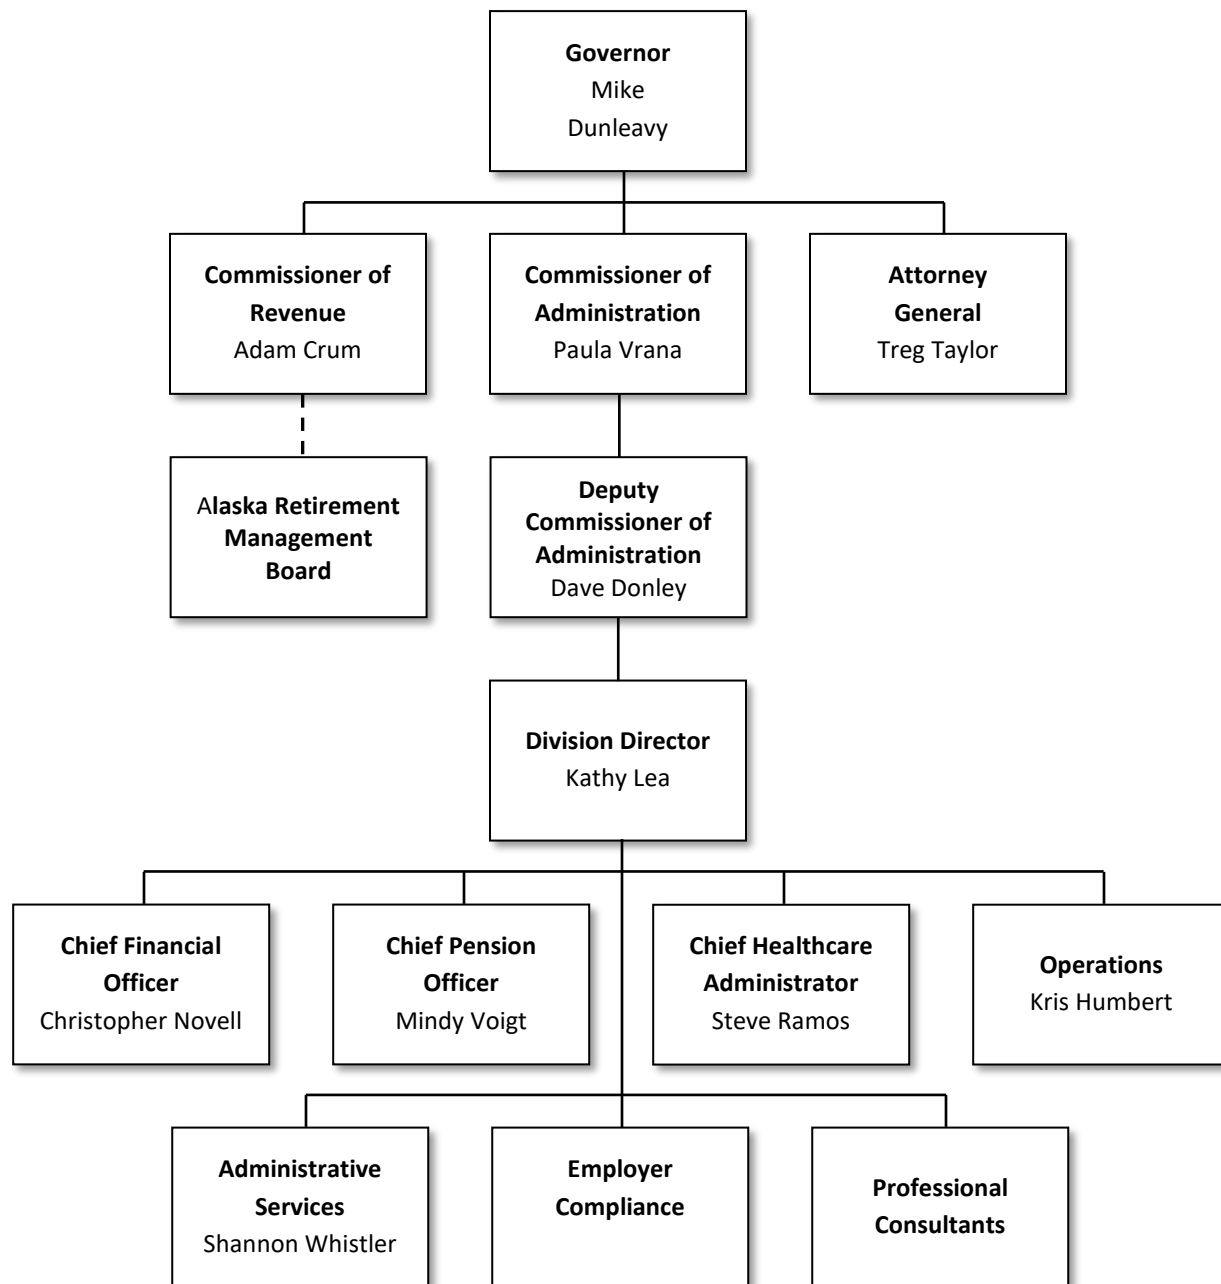 Governor
Mike
Dunleavy
Commissioner of
Revenue
Adam Crum
Commissioner of
Administration
Paula Vrana
Attorney
General
Treg Taylor
Alaska Retirement
Management
Board
Deputy
Commissioner of
Administration
Dave Donley
Division Director
Kathy Lea
Chief Financial
Officer
Christopher Novell
Chief Pension
Officer
Mindy Voigt
Chief Healthcare
Administrator
Steve Ramos
Operations
Kris Humbert
Administrative
Services
Shannon Whistler
Employer
Compliance
Professional
Consultants